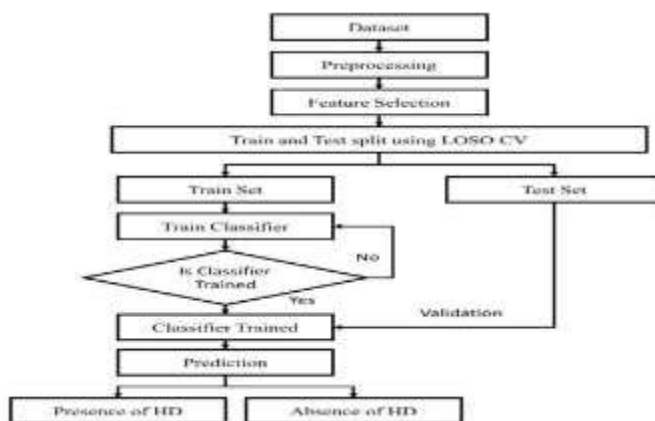 Dataset
Preprocessing
Feature Selection
Train and Test split using LOSO CV
Train Set
Test Set
Train Classifier
No
Is Classifier
Trained
Yes
Validation
Classifier Trained
Prediction
Presence of HD
Absence of HD